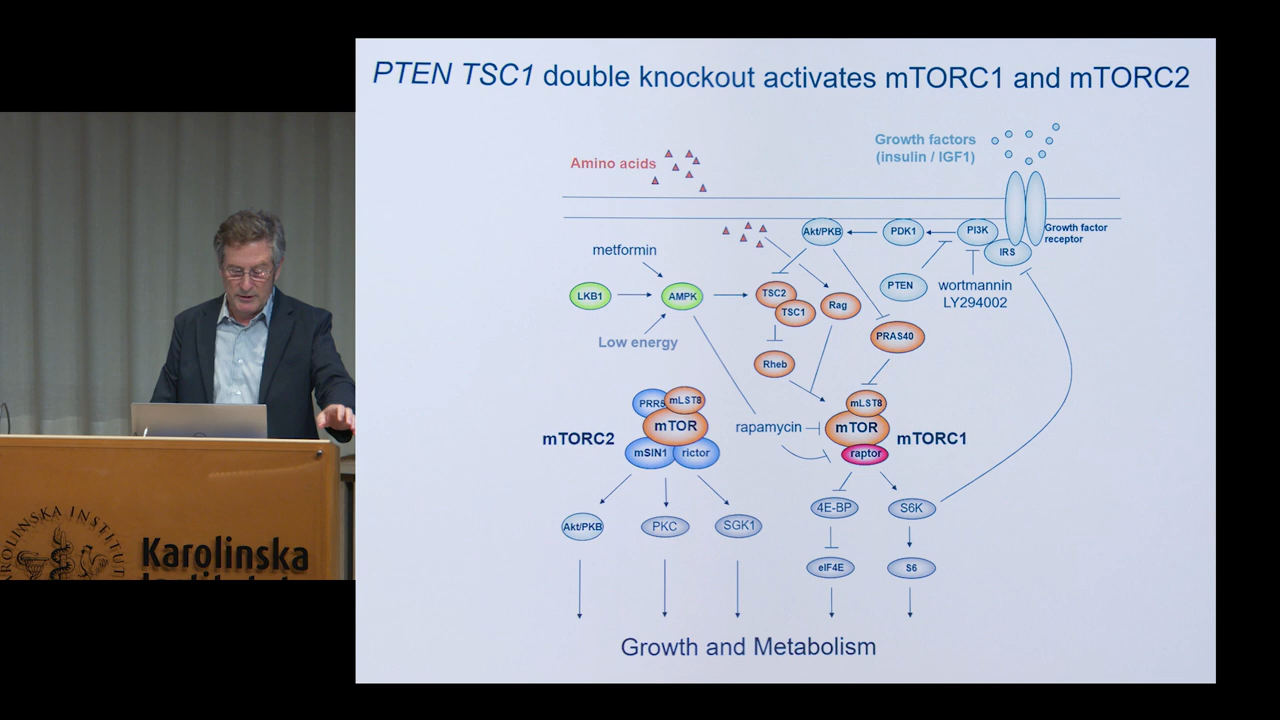 PTEN TSC1 double knockout activates mTORC1 and mTORC2
Growth factors
(insulin / IGF1)
Amino acids
Akt/PKB
PDK1
PI3K
Growth factor
receptor
IRS
metformin
LKB1
AMPK
TSC2
TSC1
Rag
PTEN
wortmannin
LY294002
PRAS40
Low energy
Rheb
PRR5
mLST8
mTOR
mTORC2
mSIN1
rictor
rapamycin
mLST8
mTOR
mTORC1
raptor
Akt/PKB
PKC
SGK1
4E-BP
S6K
eIF4E
S6
Growth and Metabolism
Karolinska